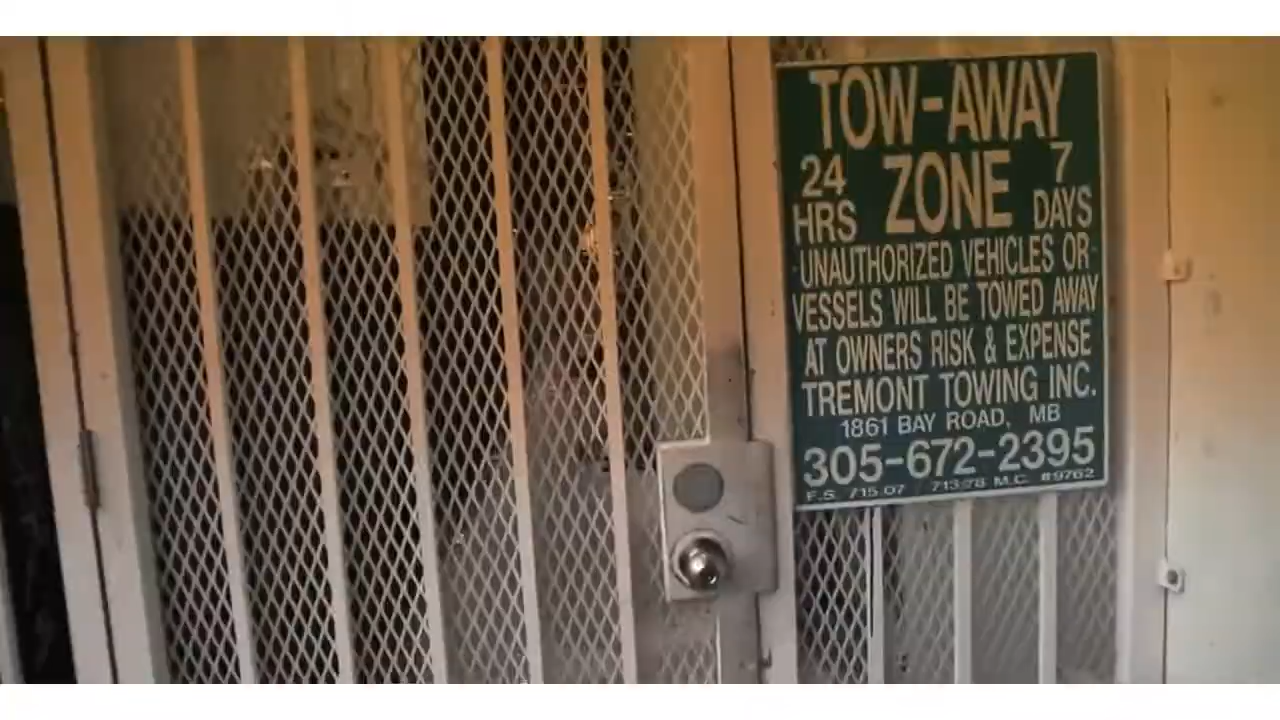 TOW-AWAY
24 HRS ZONE 7 DAYS
UNAUTHORIZED VEHICLES OR
VESSELS WILL BE TOWED AWAY
AT OWNERS RISK & EXPENSE
TREMONT TOWING INC.
1861 BAY ROAD, MB
305-672-2395
F.S. 715.07 713.78 M.C. #9762